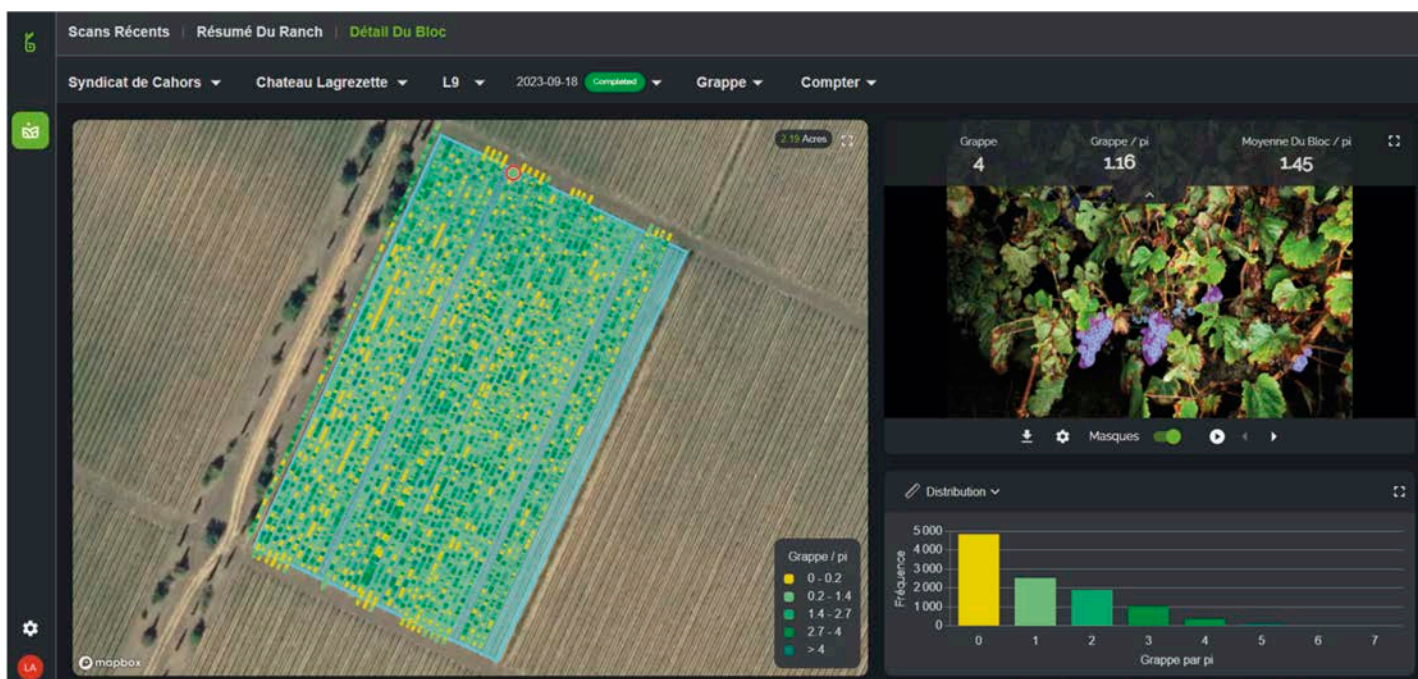 Scans Récents | Résumé Du Ranch | Détail Du Bloc
Syndicat de Cahors Chateau Lagrezette L9 2023-09-18 Completed Grappe Compter
2.19 Acres
Grappe Grappe / pi Moyenne Du Bloc / pi
4 1.16 1.45
Masques
Grappe / pi
0 - 0.2
0.2 - 1.4
1.4 - 2.7
2.7 - 4
> 4
mapbox
LA
Distribution
5 000
4 000
3 000
2 000
1 000
0
Fréquence
0 1 2 3 4 5 6 7
Grappe par pi